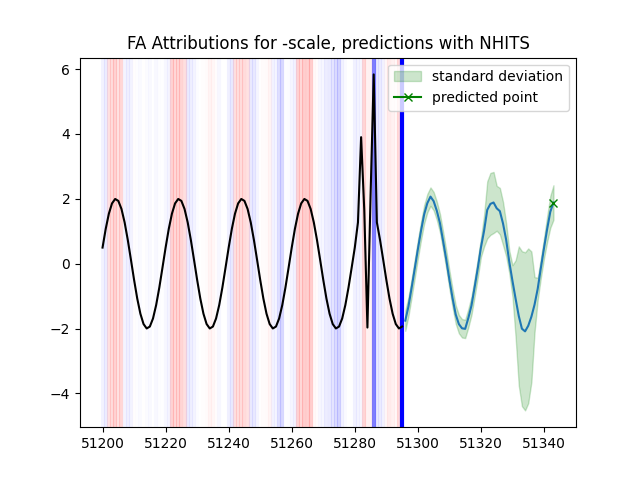 FA Attributions for -scale, predictions with NHITS
standard deviation
predicted point
6
4
2
0
−2
−4
51200 51220 51240 51260 51280 51300 51320 51340